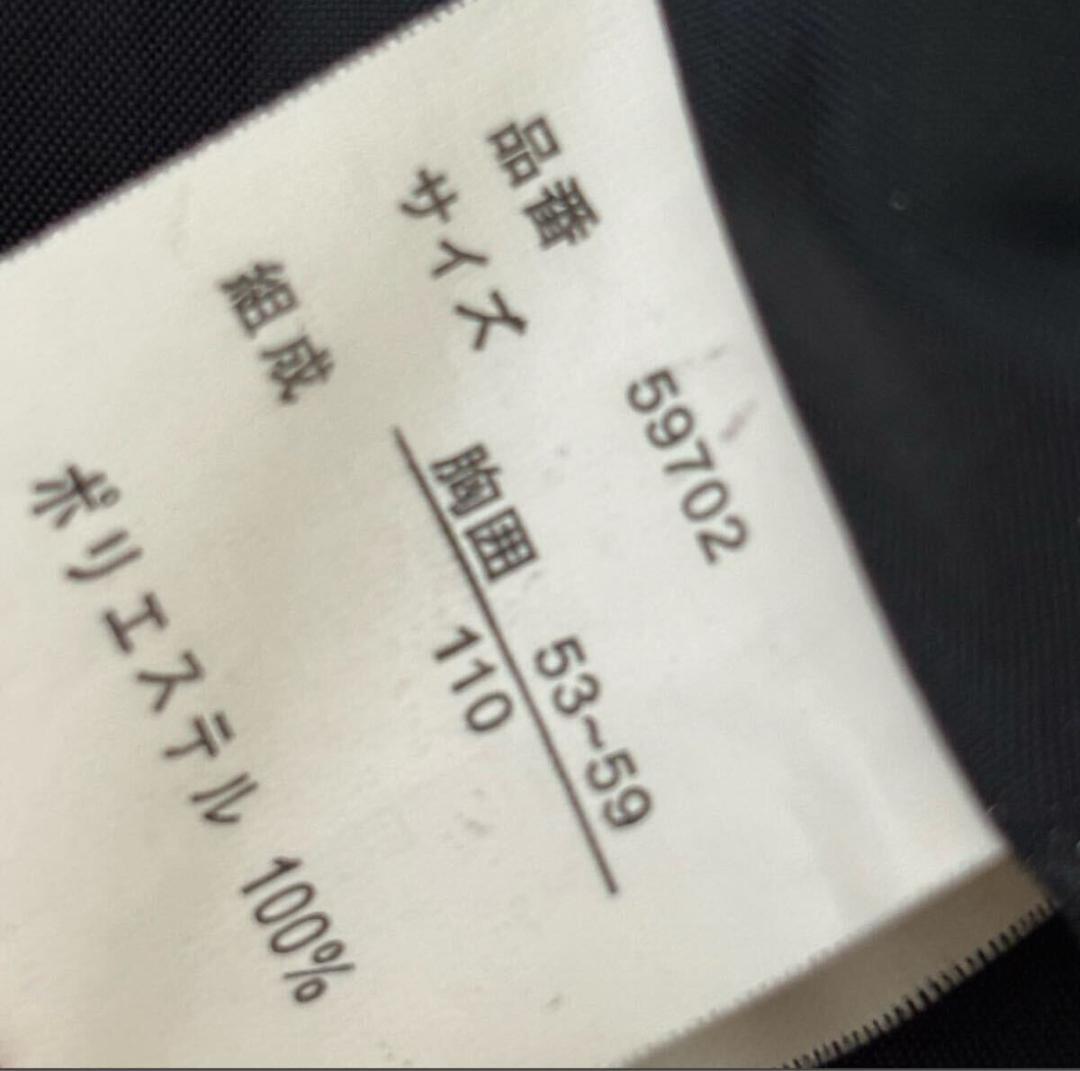 品番 59702
サイズ 胸囲 53~59
110
組成
ポリエステル 100%